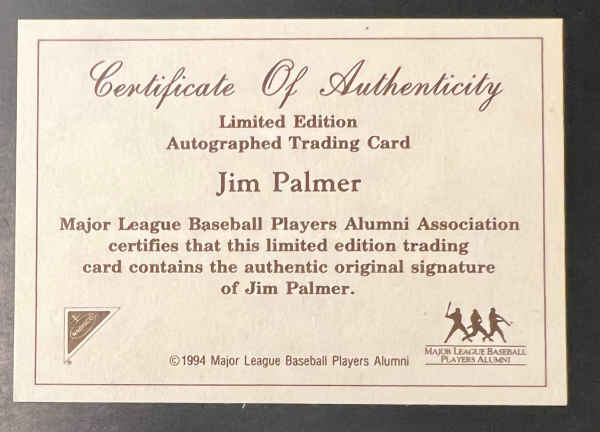 Certificate Of Authenticity
Limited Edition
Autographed Trading Card
Jim Palmer
Major League Baseball Players Alumni Association
certifies that this limited edition trading
card contains the authentic original signature
of Jim Palmer.
NABISCO
©1994 Major League Baseball Players Alumni
MAJOR LEAGUE BASEBALL
PLAYERS ALUMNI